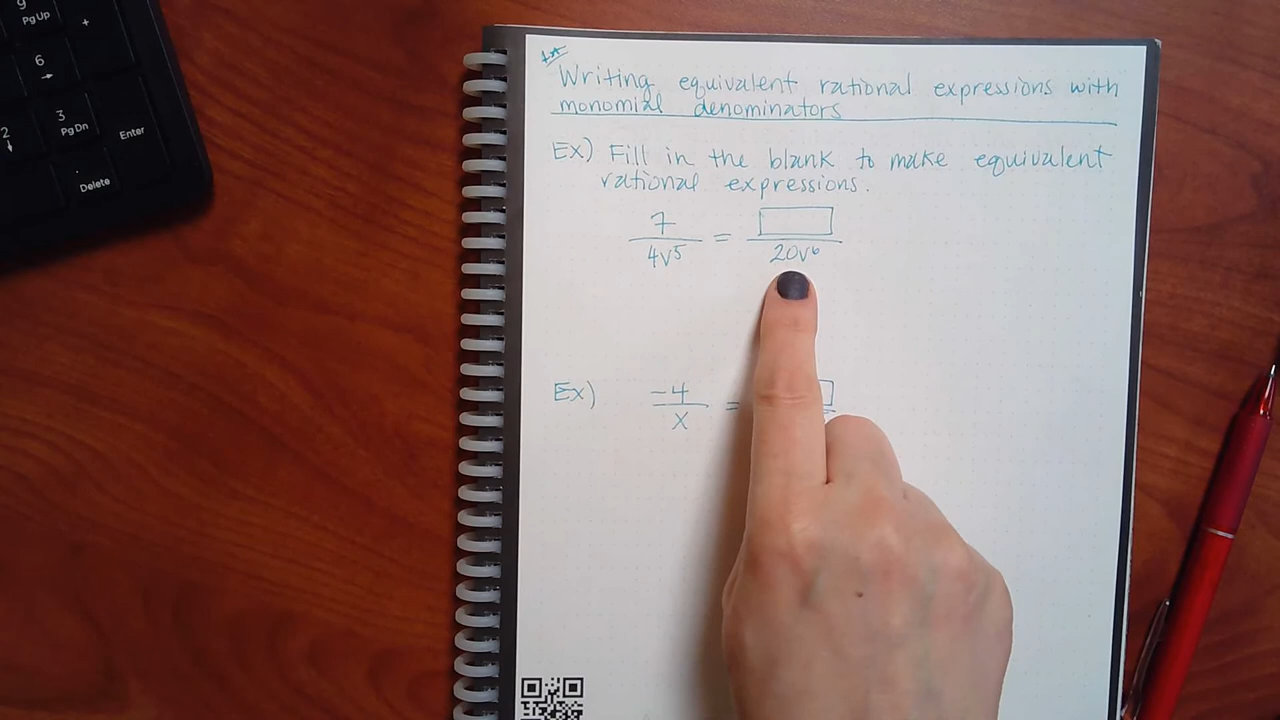 9
PgUp
+
6
→
3
PgDn
2
↓
Enter
.
Delete
Writing equivalent rational expressions with
monomial denominators
Ex) Fill in the blank to make equivalent
rational expressions.
7 / 4v⁵ = □ / 20v⁶
Ex) -4 / x =